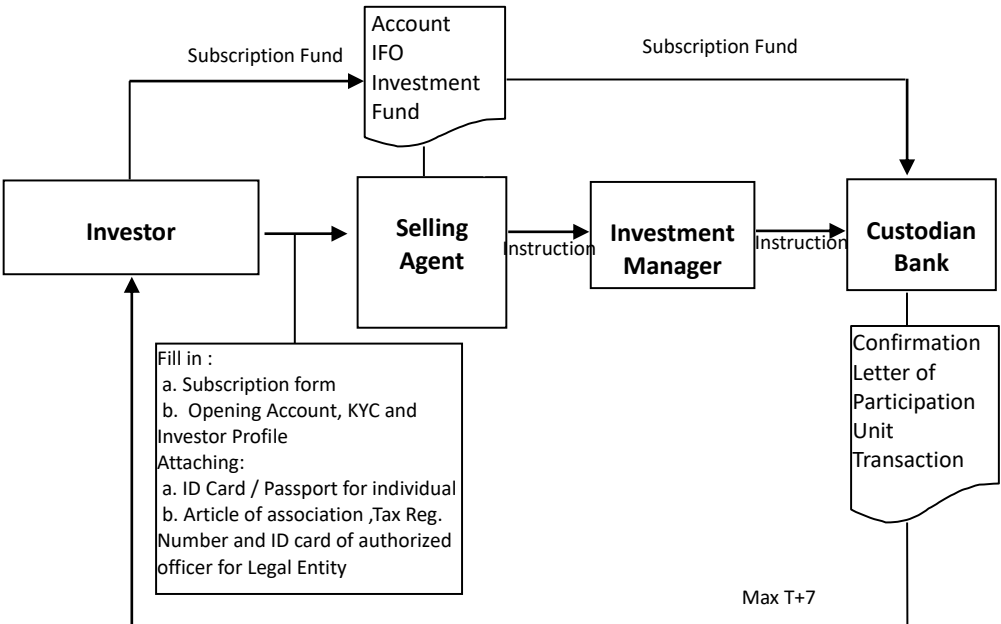 Account
IFO
Investment
Fund
Subscription Fund
Subscription Fund
Investor
Selling
Agent
Instruction
Investment
Manager
Instruction
Custodian
Bank
Fill in :
a. Subscription form
b. Opening Account, KYC and
Investor Profile
Attaching:
a. ID Card / Passport for individual
b. Article of association ,Tax Reg.
Number and ID card of authorized
officer for Legal Entity
Confirmation
Letter of
Participation
Unit
Transaction
Max T+7